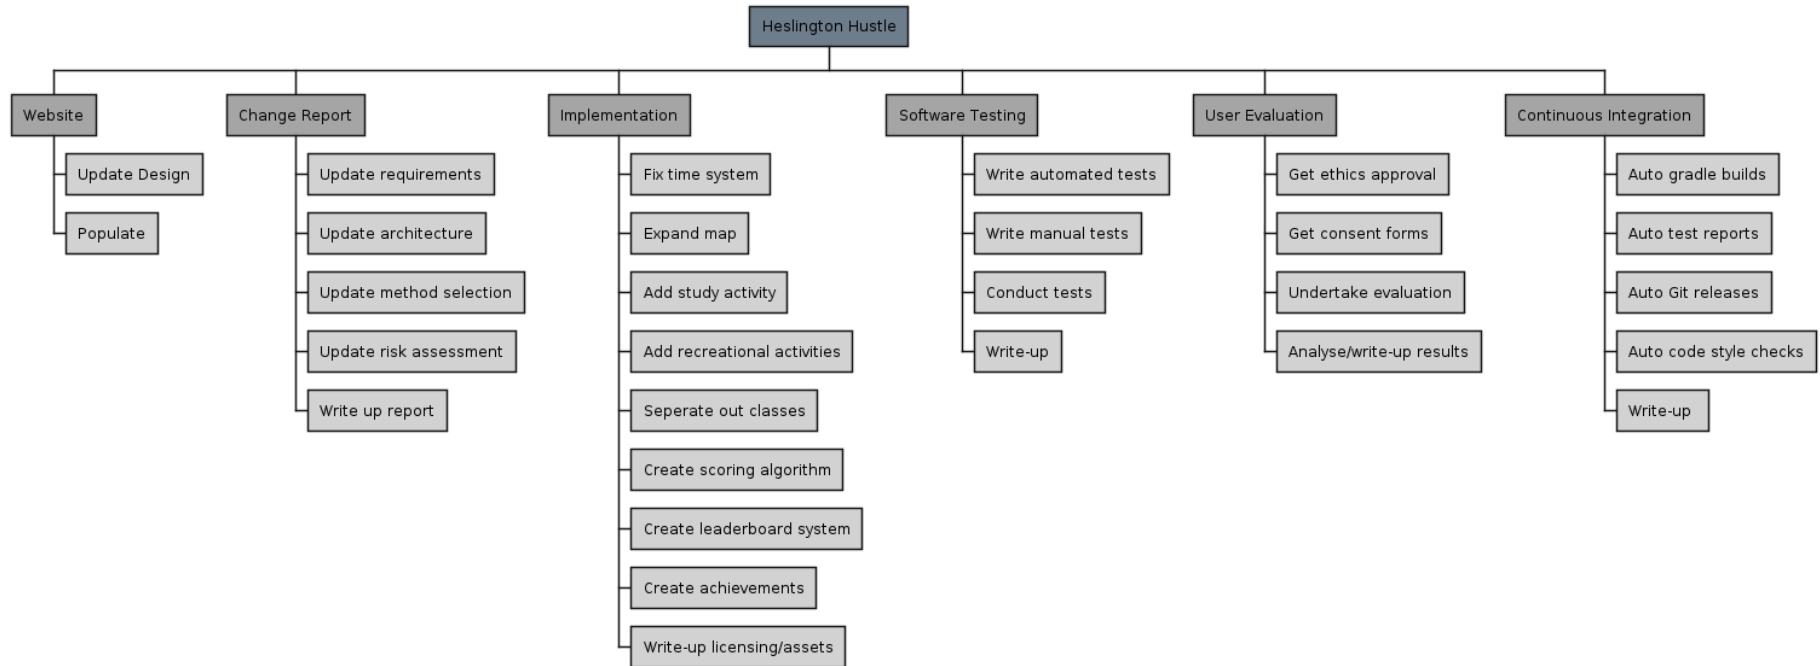 Heslington Hustle
Website
Update Design
Populate
Change Report
Update requirements
Update architecture
Update method selection
Update risk assessment
Write up report
Implementation
Fix time system
Expand map
Add study activity
Add recreational activities
Seperate out classes
Create scoring algorithm
Create leaderboard system
Create achievements
Write-up licensing/assets
Software Testing
Write automated tests
Write manual tests
Conduct tests
Write-up
User Evaluation
Get ethics approval
Get consent forms
Undertake evaluation
Analyse/write-up results
Continuous Integration
Auto gradle builds
Auto test reports
Auto Git releases
Auto code style checks
Write-up